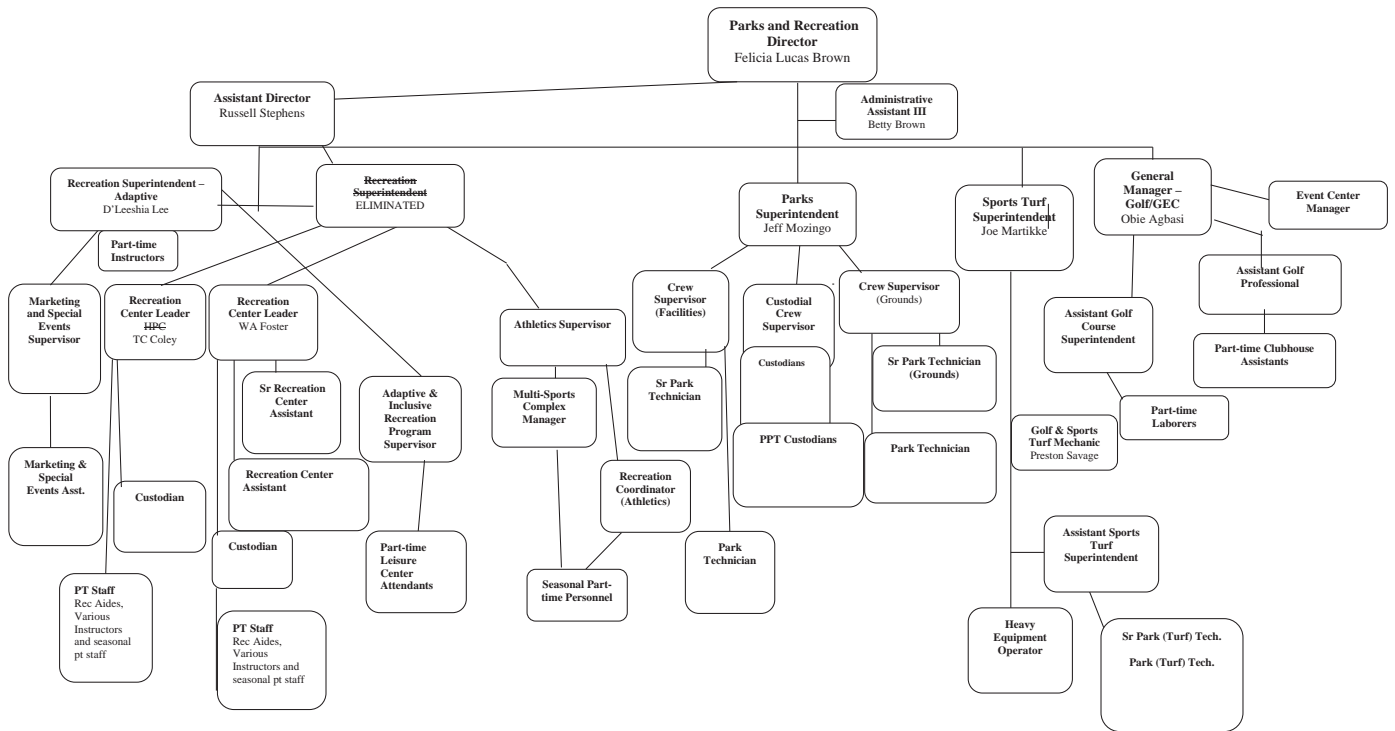 Parks and Recreation
Director
Felicia Lucas Brown
Assistant Director
Russell Stephens
Administrative
Assistant III
Betty Brown
Recreation Superintendent –
Adaptive
D'Leeshia Lee
Part-time
Instructors
Recreation
Superintendent
ELIMINATED
Parks
Superintendent
Jeff Mozingo
Sports Turf
Superintendent
Joe Martikke
General
Manager –
Golf/GEC
Obie Agbasi
Event Center
Manager
Marketing
and Special
Events
Supervisor
Recreation
Center Leader
HPC
TC Coley
Recreation
Center Leader
WA Foster
Athletics Supervisor
Crew
Supervisor
(Facilities)
Custodial
Crew
Supervisor
Crew Supervisor
(Grounds)
Assistant Golf
Course
Superintendent
Assistant Golf
Professional
Part-time Clubhouse
Assistants
Sr Recreation
Center
Assistant
Adaptive &
Inclusive
Recreation
Program
Supervisor
Multi-Sports
Complex
Manager
Sr Park
Technician
Custodians
Sr Park Technician
(Grounds)
Part-time
Laborers
Golf & Sports
Turf Mechanic
Preston Savage
Marketing &
Special
Events Asst.
Custodian
Recreation Center
Assistant
Recreation
Coordinator
(Athletics)
PPT Custodians
Park Technician
Custodian
Part-time
Leisure
Center
Attendants
Seasonal Part-
time Personnel
Park
Technician
Assistant Sports
Turf
Superintendent
PT Staff
Rec Aides,
Various
Instructors
and seasonal
pt staff
PT Staff
Rec Aides,
Various
Instructors and
seasonal pt staff
Heavy
Equipment
Operator
Sr Park (Turf) Tech.
Park (Turf) Tech.